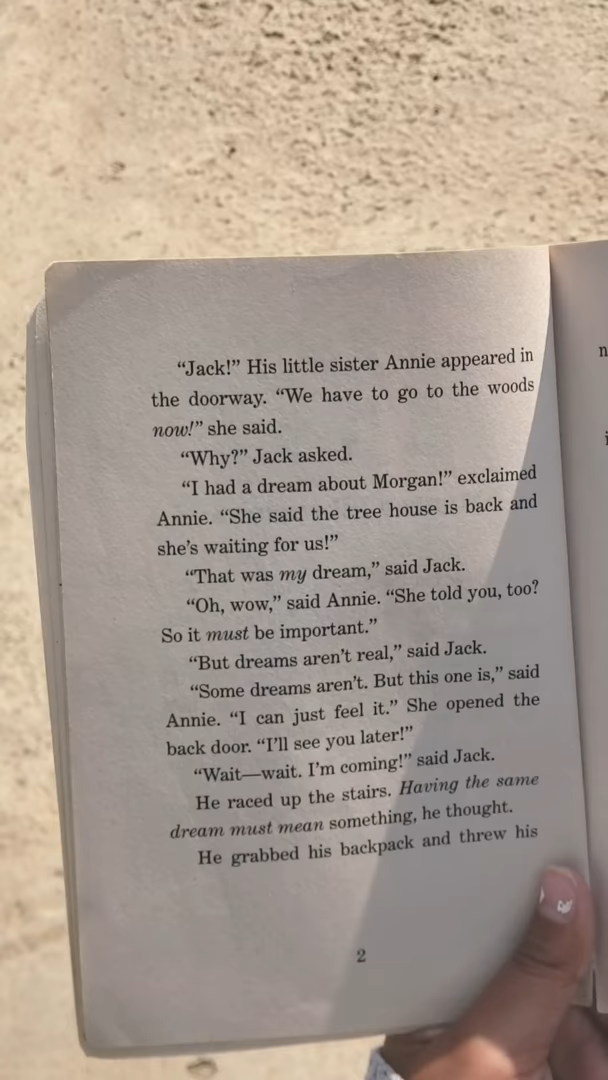 “Jack!” His little sister Annie appeared in
the doorway. “We have to go to the woods
now!” she said.
“Why?” Jack asked.
“I had a dream about Morgan!” exclaimed
Annie. “She said the tree house is back and
she’s waiting for us!”
“That was my dream,” said Jack.
“Oh, wow,” said Annie. “She told you, too?
So it must be important.”
“But dreams aren’t real,” said Jack.
“Some dreams aren’t. But this one is,” said
Annie. “I can just feel it.” She opened the
back door. “I’ll see you later!”
“Wait—wait. I’m coming!” said Jack.
He raced up the stairs. Having the same
dream must mean something, he thought.
He grabbed his backpack and threw his
2